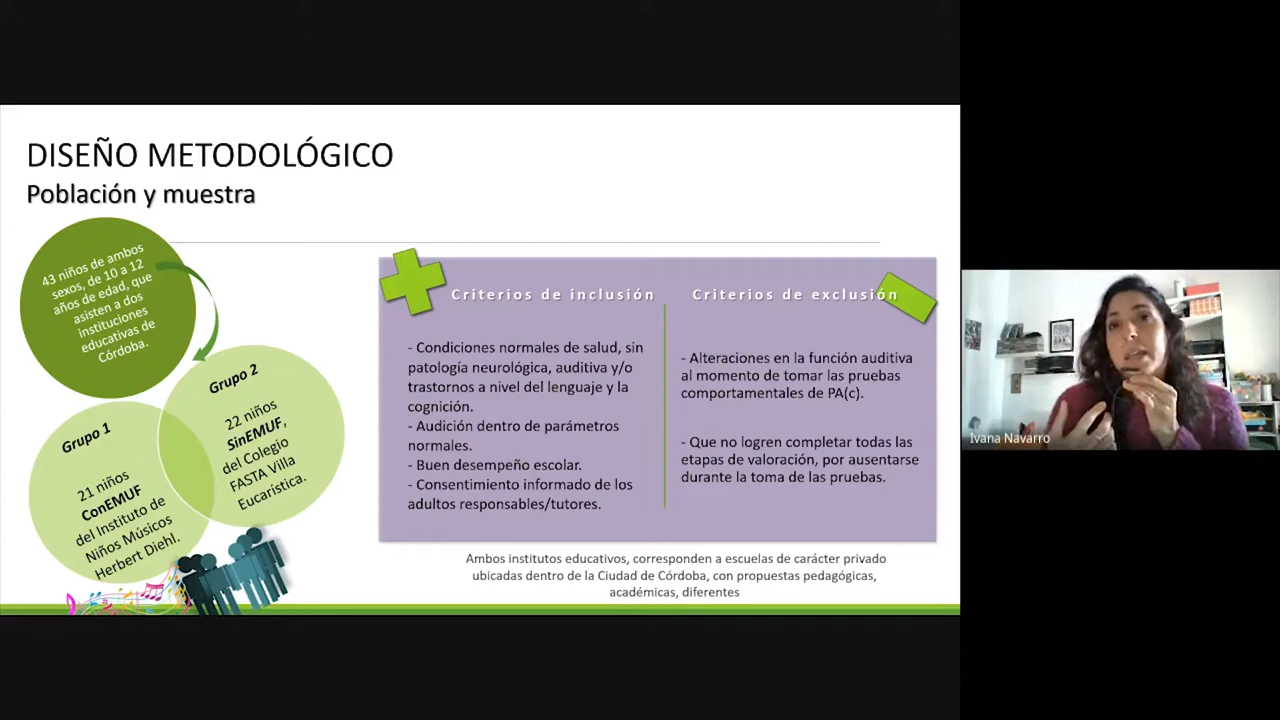 DISEÑO METODOLÓGICO
Población y muestra
43 niños de ambos
sexos, de 10 a 12
años de edad, que
asisten a dos
instituciones
educativas de
Córdoba.
Grupo 2
22 niños
SinEMUF,
del Colegio
FASTA Villa
Eucarística.
Grupo 1
21 niños
ConEMUF
del Instituto de
Niños Músicos
Herbert Diehl.
Criterios de inclusión
- Condiciones normales de salud, sin
patología neurológica, auditiva y/o
trastornos a nivel del lenguaje y la
cognición.
- Audición dentro de parámetros
normales.
- Buen desempeño escolar.
- Consentimiento informado de los
adultos responsables/tutores.
Criterios de exclusión
- Alteraciones en la función auditiva
al momento de tomar las pruebas
comportamentales de PA(c).
- Que no logren completar todas las
etapas de valoración, por ausentarse
durante la toma de las pruebas.
Ambos institutos educativos, corresponden a escuelas de carácter privado
ubicadas dentro de la Ciudad de Córdoba, con propuestas pedagógicas,
académicas, diferentes
Ivana Navarro